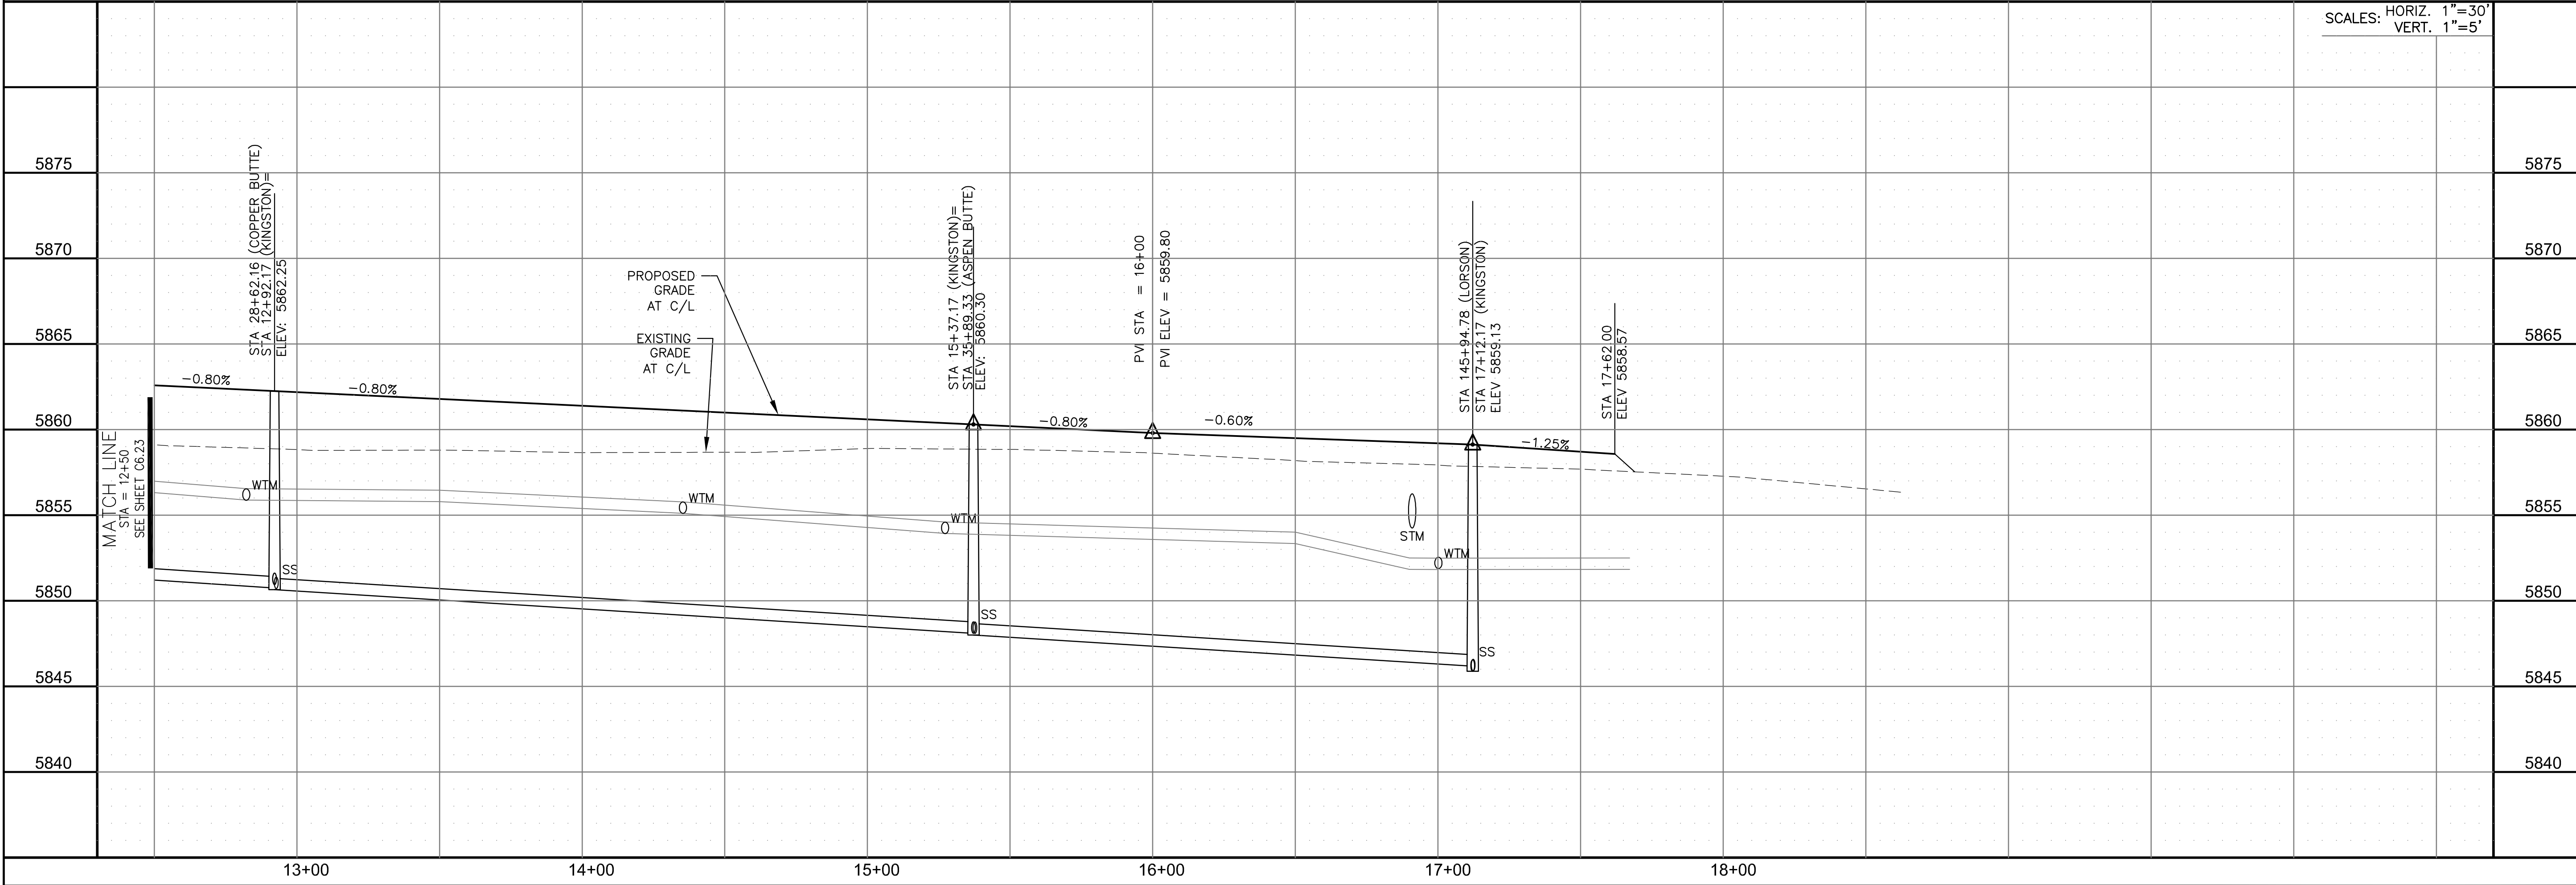 SCALES: HORIZ. 1"=30'
VERT. 1"=5'
5875
5870
5865
5860
5855
5850
5845
5840
MATCH LINE
STA = 12+50
SEE SHEET C6.23
STA 28+62.16 (COPPER BUTTE)
STA 12+92.17 (KINGSTON)=
ELEV: 5862.25
PROPOSED
GRADE
AT C/L
EXISTING
GRADE
AT C/L
STA 15+37.17 (KINGSTON)=
STA 35+89.33 (ASPEN BUTTE)
ELEV: 5860.30
PVI STA = 16+00
PVI ELEV = 5859.80
STA 145+94.78 (LORSON)
STA 17+12.17 (KINGSTON)
ELEV 5859.13
STA 17+62.00
ELEV 5858.57
-0.80%
-0.80%
-0.80%
-0.60%
-1.25%
WTM
WTM
WTM
STM
WTM
SS
SS
SS
5875
5870
5865
5860
5855
5850
5845
5840
13+00
14+00
15+00
16+00
17+00
18+00